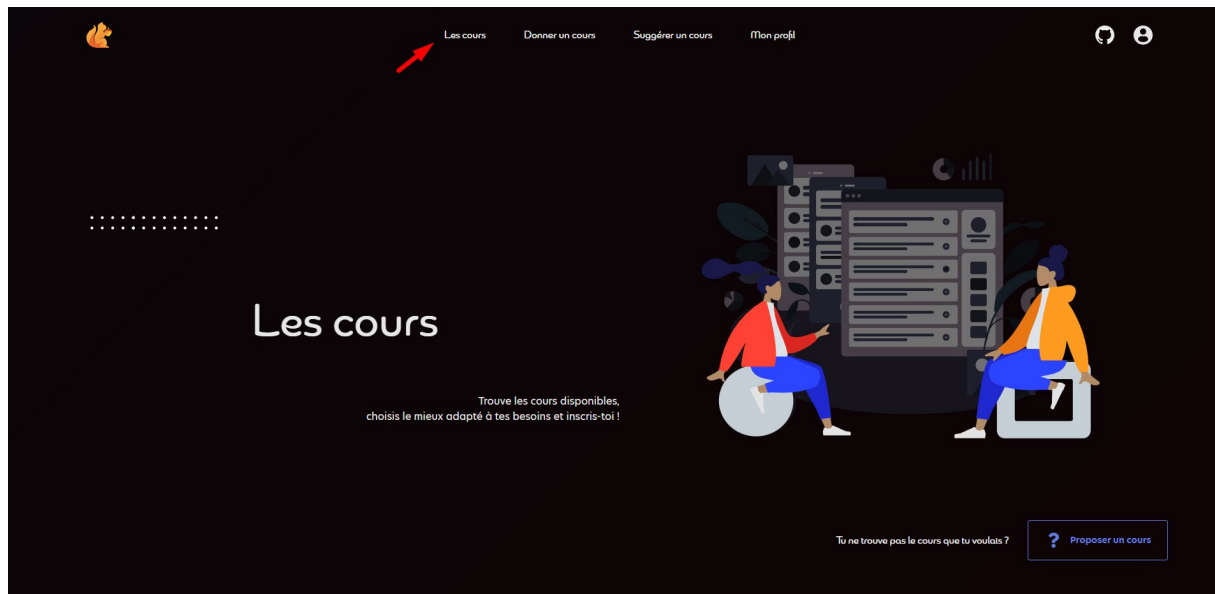 Les cours
Donner un cours
Suggérer un cours
Mon profil
Les cours
Trouve les cours disponibles,
choisis le mieux adapté à tes besoins et inscris-toi !
Tu ne trouve pas le cours que tu voulais ?
? Proposer un cours